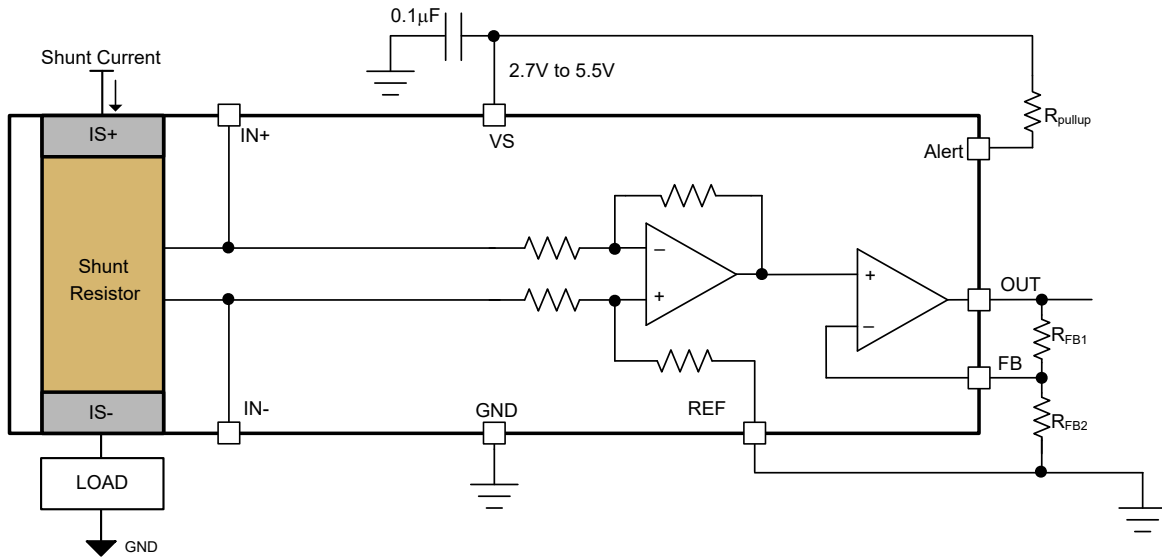 0.1μF
Shunt Current
2.7V to 5.5V
Rpullup
IS+
IN+
VS
Alert
Shunt
Resistor
−
+
+
−
OUT
RFB1
FB
IS-
IN-
GND
REF
RFB2
LOAD
GND